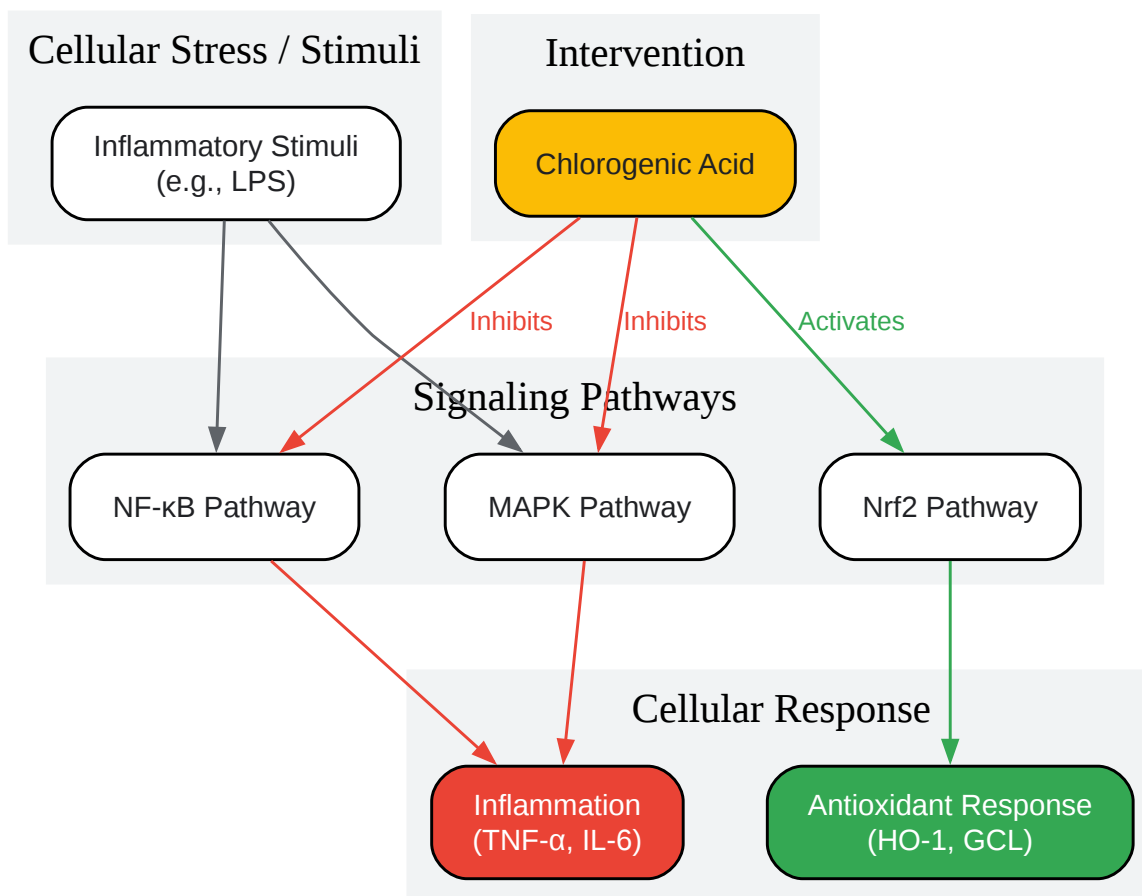 Cellular Stress / Stimuli
Inflammatory Stimuli
(e.g., LPS)
Intervention
Chlorogenic Acid
Inhibits
Inhibits
Activates
Signaling Pathways
NF-κB Pathway
MAPK Pathway
Nrf2 Pathway
Cellular Response
Inflammation
(TNF-α, IL-6)
Antioxidant Response
(HO-1, GCL)